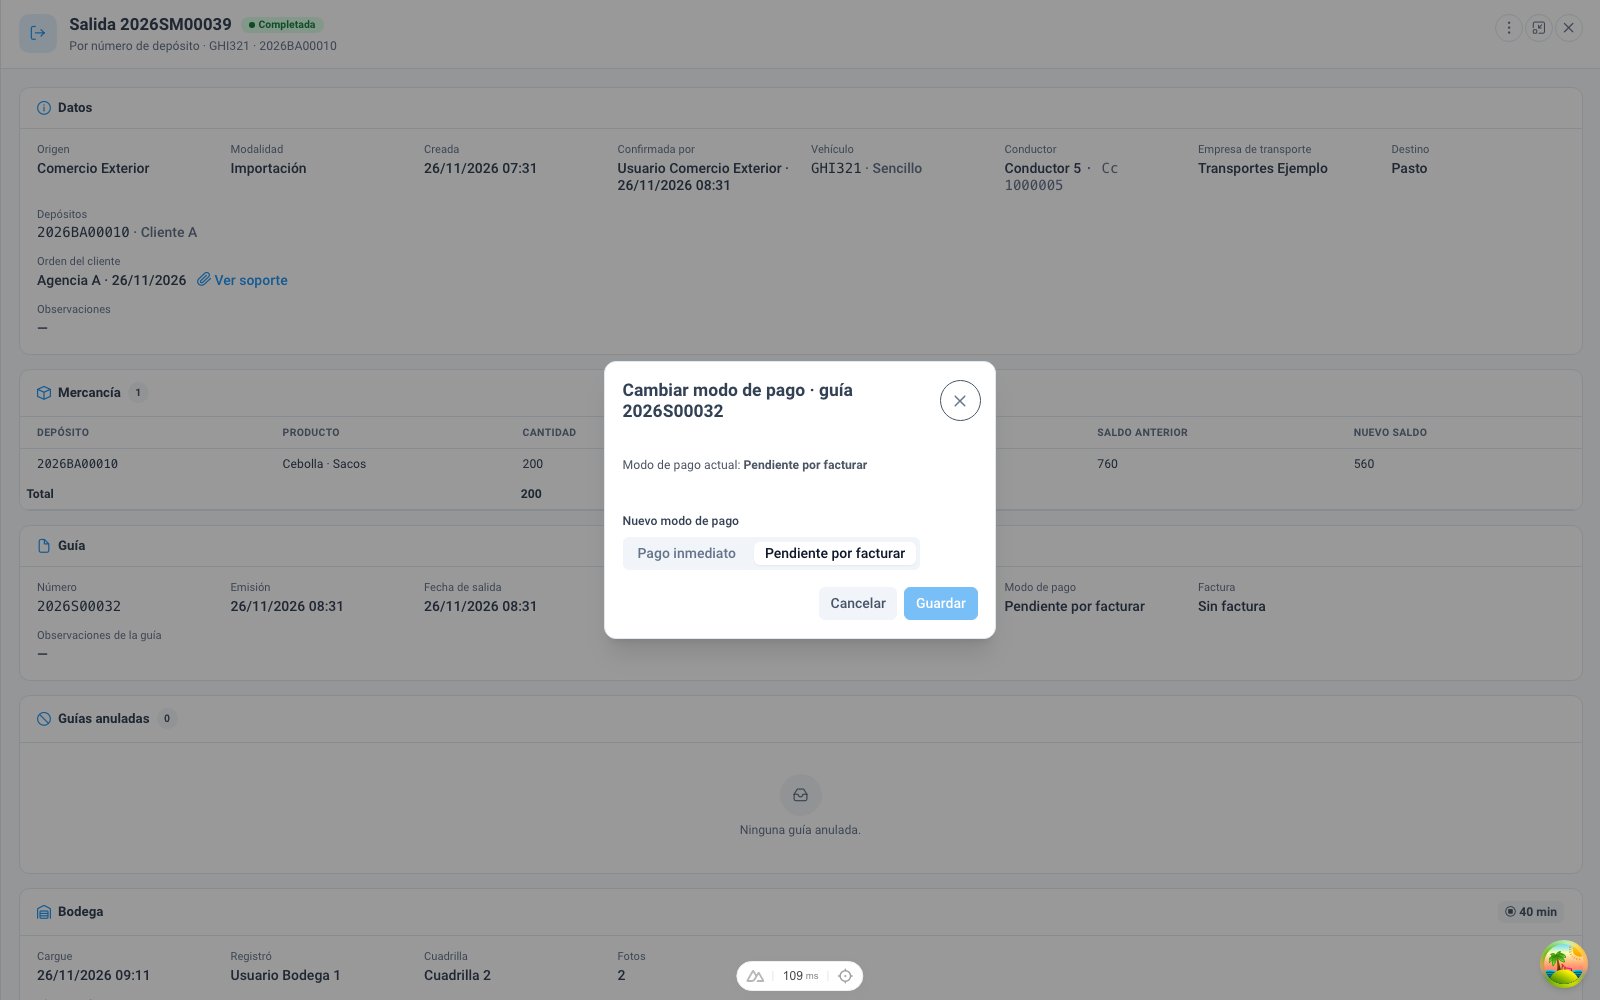 Salida 2026SM00039 Completada
Por número de depósito · GHI321 · 2026BA00010
Datos
Origen Modalidad Creada Confirmada por Vehículo Conductor Empresa de transporte Destino
Comercio Exterior Importación 26/11/2026 07:31 Usuario Comercio Exterior · GHI321 · Sencillo Conductor 5 · Cc Transportes Ejemplo Pasto
26/11/2026 08:31 1000005
Depósitos
2026BA00010 · Cliente A
Orden del cliente
Agencia A · 26/11/2026 Ver soporte
Observaciones
—
Mercancía 1
DEPÓSITO PRODUCTO CANTIDAD SALDO ANTERIOR NUEVO SALDO
2026BA00010 Cebolla · Sacos 200 760 560
Total 200
Cambiar modo de pago · guía
2026S00032
Modo de pago actual: Pendiente por facturar
Nuevo modo de pago
Pago inmediato Pendiente por facturar
Cancelar Guardar
Guía
Número Emisión Fecha de salida Modo de pago Factura
2026S00032 26/11/2026 08:31 26/11/2026 08:31 Pendiente por facturar Sin factura
Observaciones de la guía
—
Guías anuladas 0
Ninguna guía anulada.
Bodega 40 min
Cargue Registró Cuadrilla Fotos
26/11/2026 09:11 Usuario Bodega 1 Cuadrilla 2 2
109 ms